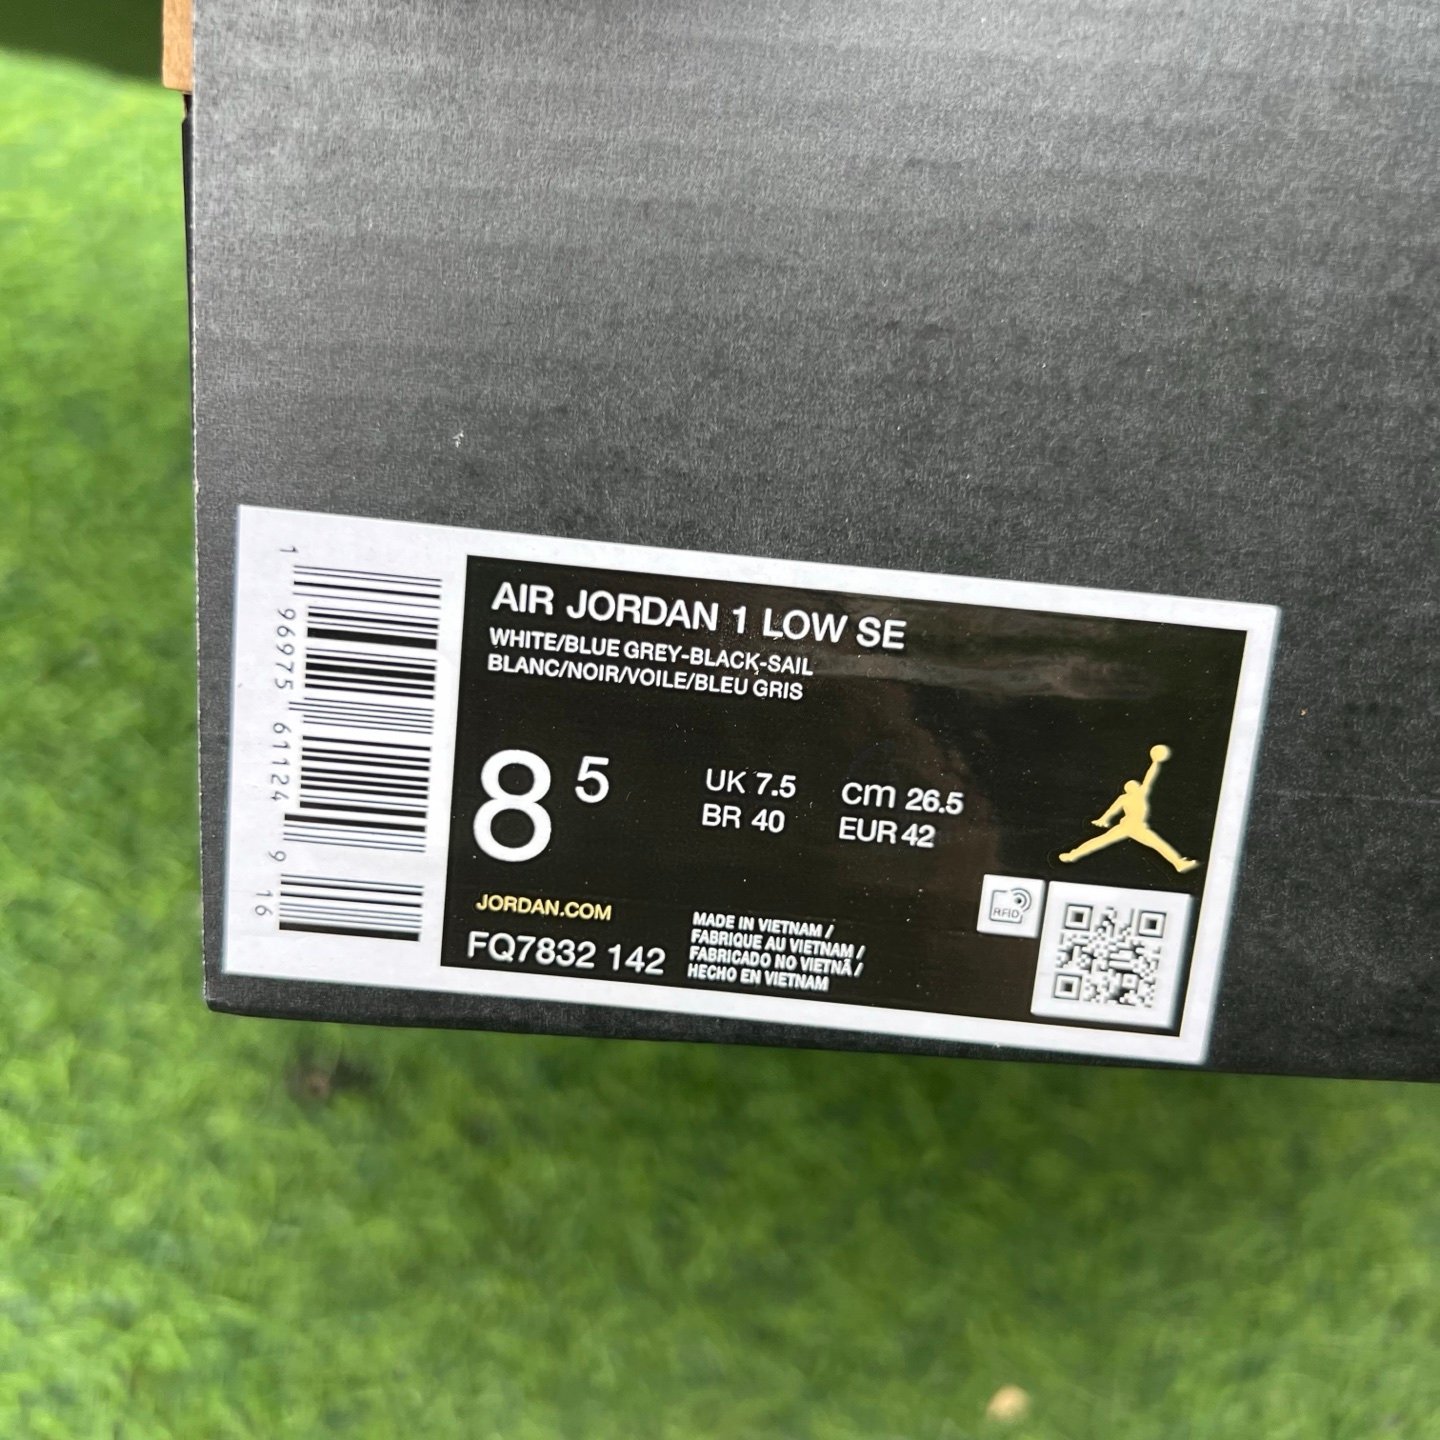 AIR JORDAN 1 LOW SE
WHITE/BLUE GREY-BLACK-SAIL
BLANC/NOIR/VOILE/BLEU GRIS
8 5
UK 7.5
BR 40
cm 26.5
EUR 42
JORDAN.COM
FQ7832 142
MADE IN VIETNAM /
FABRIQUE AU VIETNAM /
FABRICADO NO VIETNÃ /
HECHO EN VIETNAM
RFID
1 96975 61124 9 16